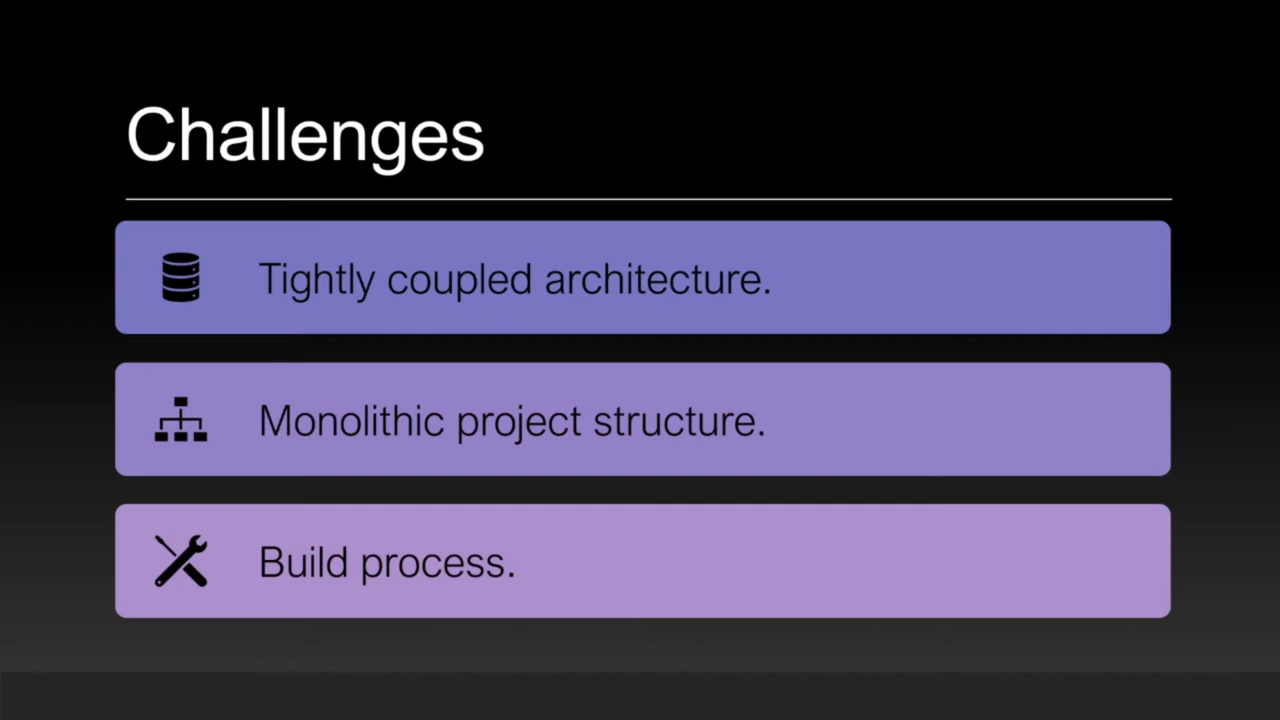 Challenges
Tightly coupled architecture.
Monolithic project structure.
Build process.